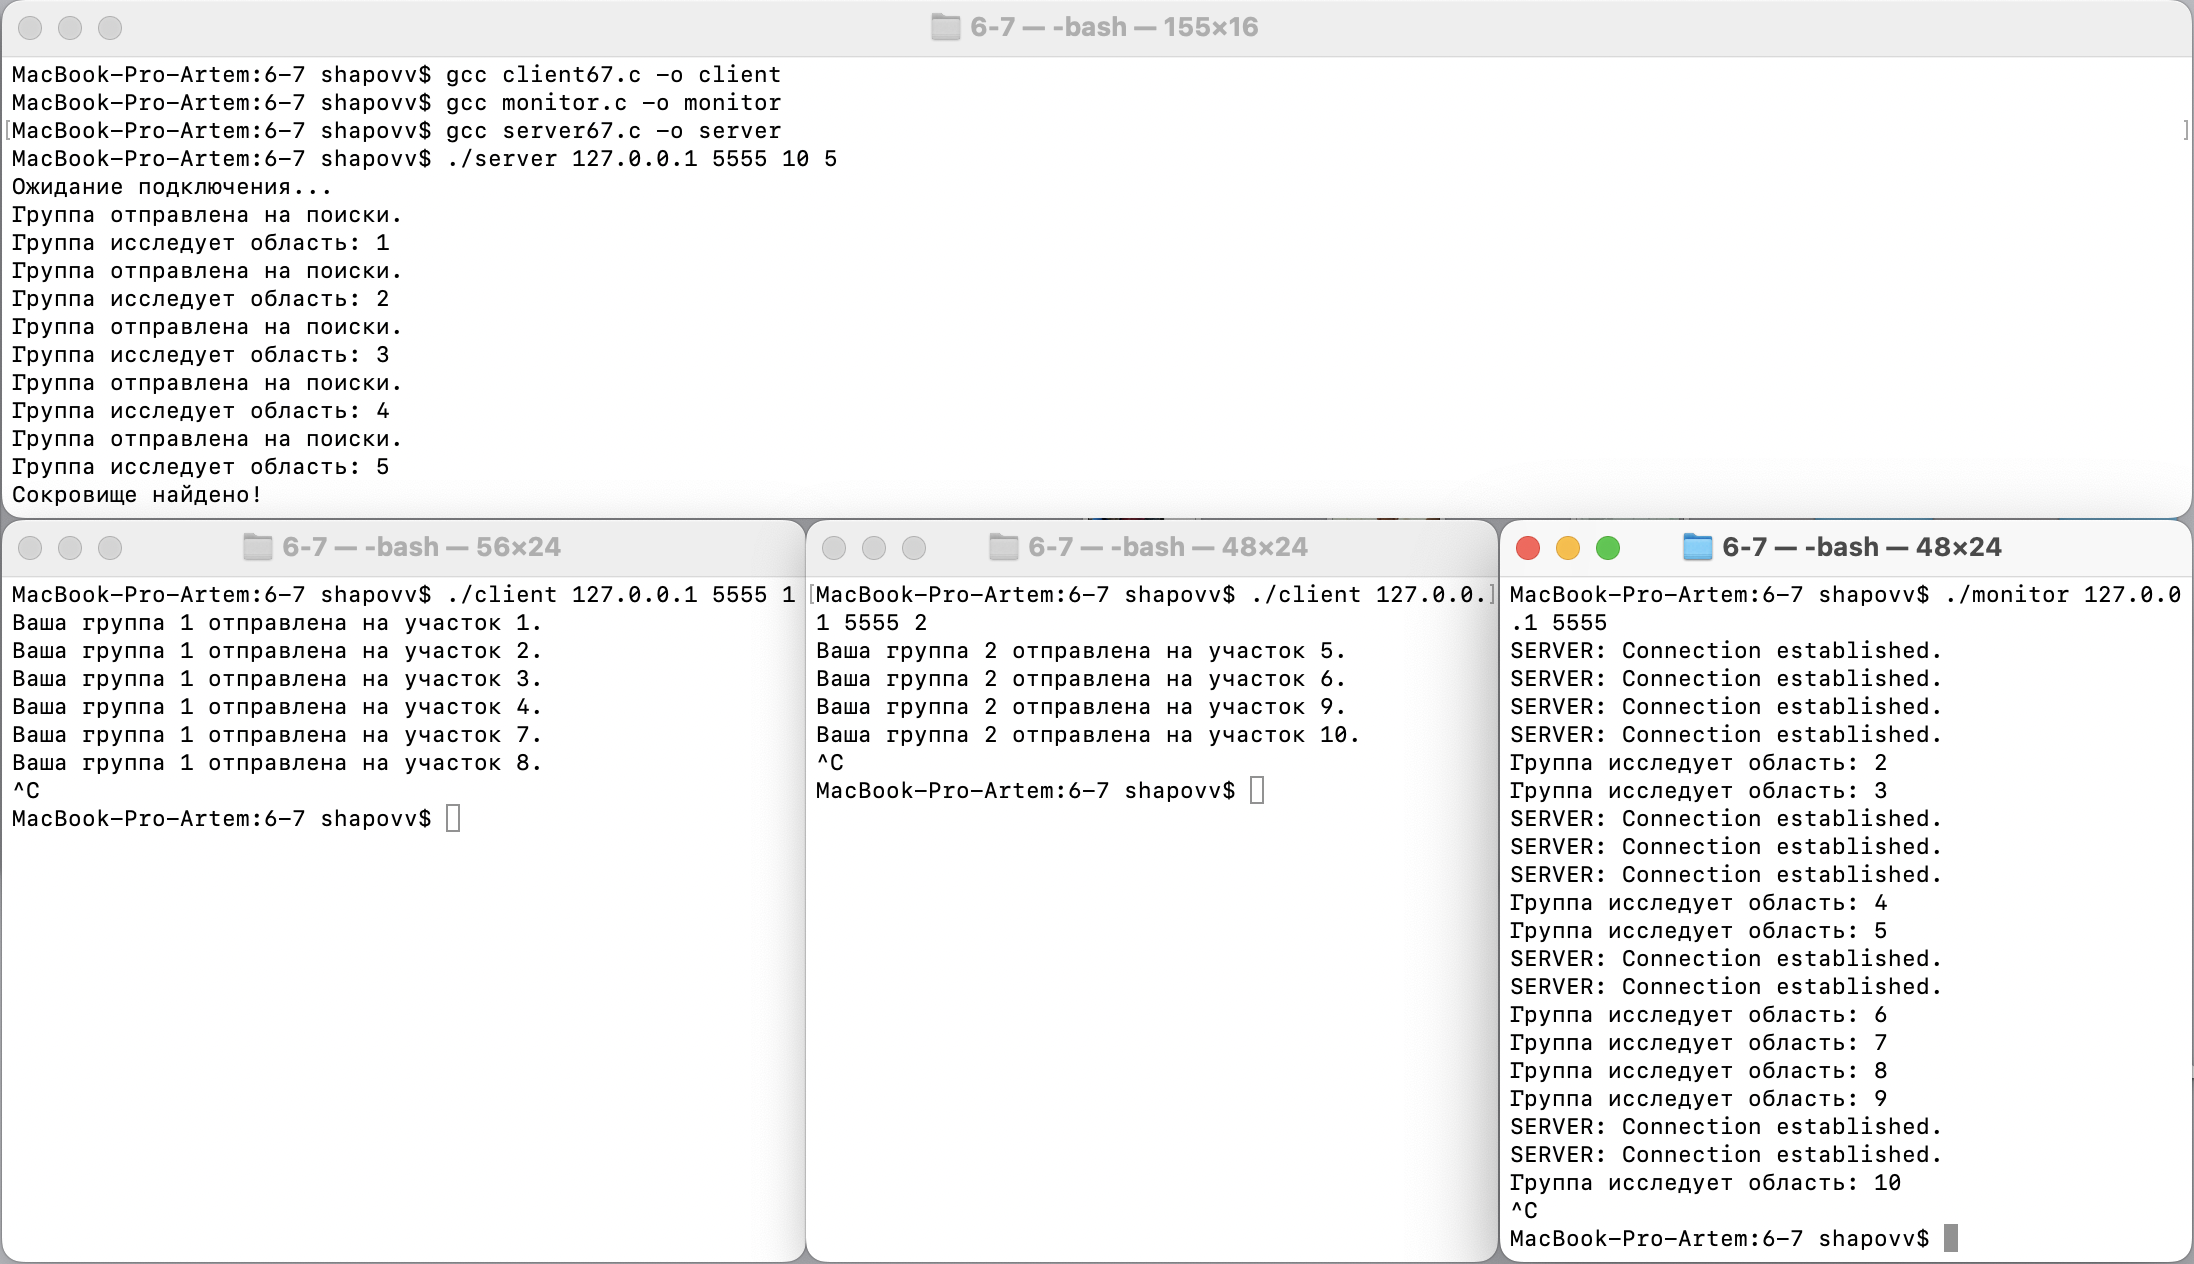 6-7 — -bash — 155×16
MacBook-Pro-Artem:6-7 shapovv$ gcc client67.c -o client
MacBook-Pro-Artem:6-7 shapovv$ gcc monitor.c -o monitor
[MacBook-Pro-Artem:6-7 shapovv$ gcc server67.c -o server ]
MacBook-Pro-Artem:6-7 shapovv$ ./server 127.0.0.1 5555 10 5
Ожидание подключения...
Группа отправлена на поиски.
Группа исследует область: 1
Группа отправлена на поиски.
Группа исследует область: 2
Группа отправлена на поиски.
Группа исследует область: 3
Группа отправлена на поиски.
Группа исследует область: 4
Группа отправлена на поиски.
Группа исследует область: 5
Сокровище найдено!
6-7 — -bash — 56×24
MacBook-Pro-Artem:6-7 shapovv$ ./client 127.0.0.1 5555 1
Ваша группа 1 отправлена на участок 1.
Ваша группа 1 отправлена на участок 2.
Ваша группа 1 отправлена на участок 3.
Ваша группа 1 отправлена на участок 4.
Ваша группа 1 отправлена на участок 7.
Ваша группа 1 отправлена на участок 8.
^C
MacBook-Pro-Artem:6-7 shapovv$
6-7 — -bash — 48×24
[MacBook-Pro-Artem:6-7 shapovv$ ./client 127.0.0.]
1 5555 2
Ваша группа 2 отправлена на участок 5.
Ваша группа 2 отправлена на участок 6.
Ваша группа 2 отправлена на участок 9.
Ваша группа 2 отправлена на участок 10.
^C
MacBook-Pro-Artem:6-7 shapovv$
6-7 — -bash — 48×24
MacBook-Pro-Artem:6-7 shapovv$ ./monitor 127.0.0
.1 5555
SERVER: Connection established.
SERVER: Connection established.
SERVER: Connection established.
SERVER: Connection established.
Группа исследует область: 2
Группа исследует область: 3
SERVER: Connection established.
SERVER: Connection established.
SERVER: Connection established.
Группа исследует область: 4
Группа исследует область: 5
SERVER: Connection established.
SERVER: Connection established.
Группа исследует область: 6
Группа исследует область: 7
Группа исследует область: 8
Группа исследует область: 9
SERVER: Connection established.
SERVER: Connection established.
Группа исследует область: 10
^C
MacBook-Pro-Artem:6-7 shapovv$